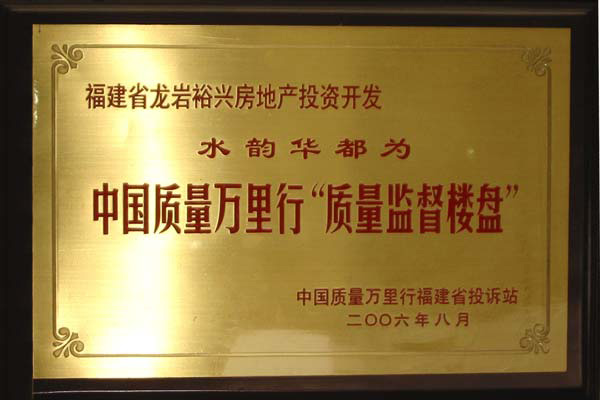 福建省龙岩裕兴房地产投资开发
水韵华都为
中国质量万里行“质量监督楼盘”
中国质量万里行福建省投诉站
二〇〇六年八月